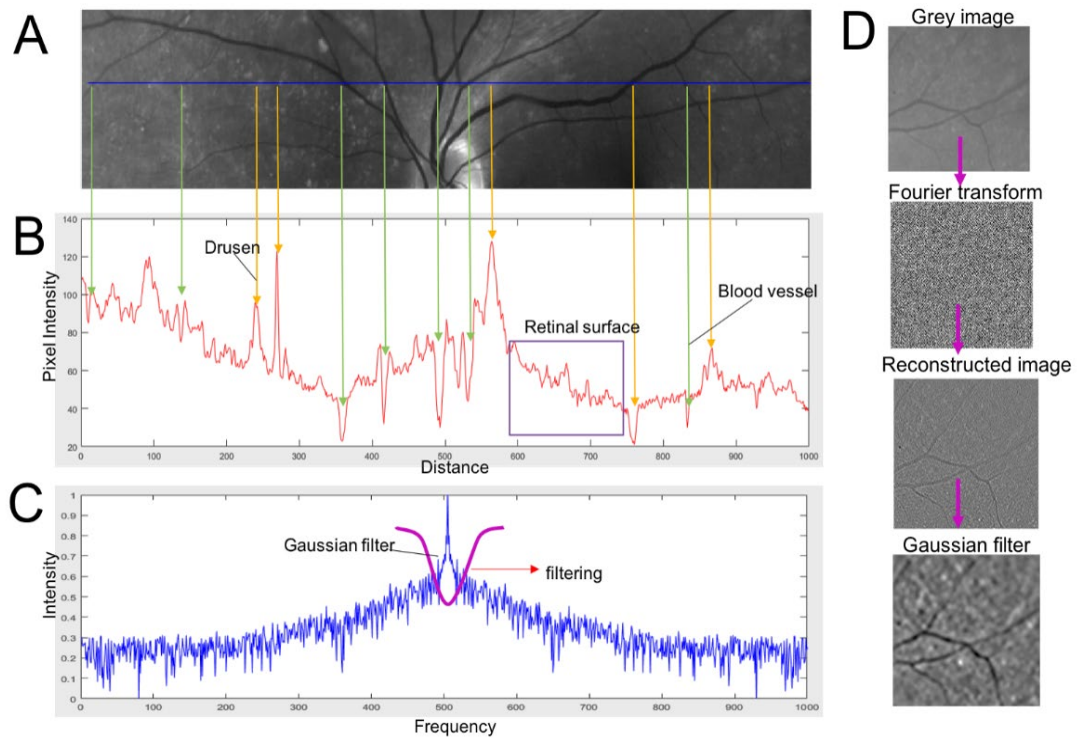 A
B
Pixel Intensity
140
120
100
80
60
40
20
Drusen
Retinal surface
Blood vessel
0
100
200
300
400
500
600
700
800
900
1000
Distance
C
Intensity
1
0.9
0.8
0.7
0.6
0.5
0.4
0.3
0.2
0.1
0
Gaussian filter
filtering
0
100
200
300
400
500
600
700
800
900
1000
Frequency
D
Grey image
Fourier transform
Reconstructed image
Gaussian filter